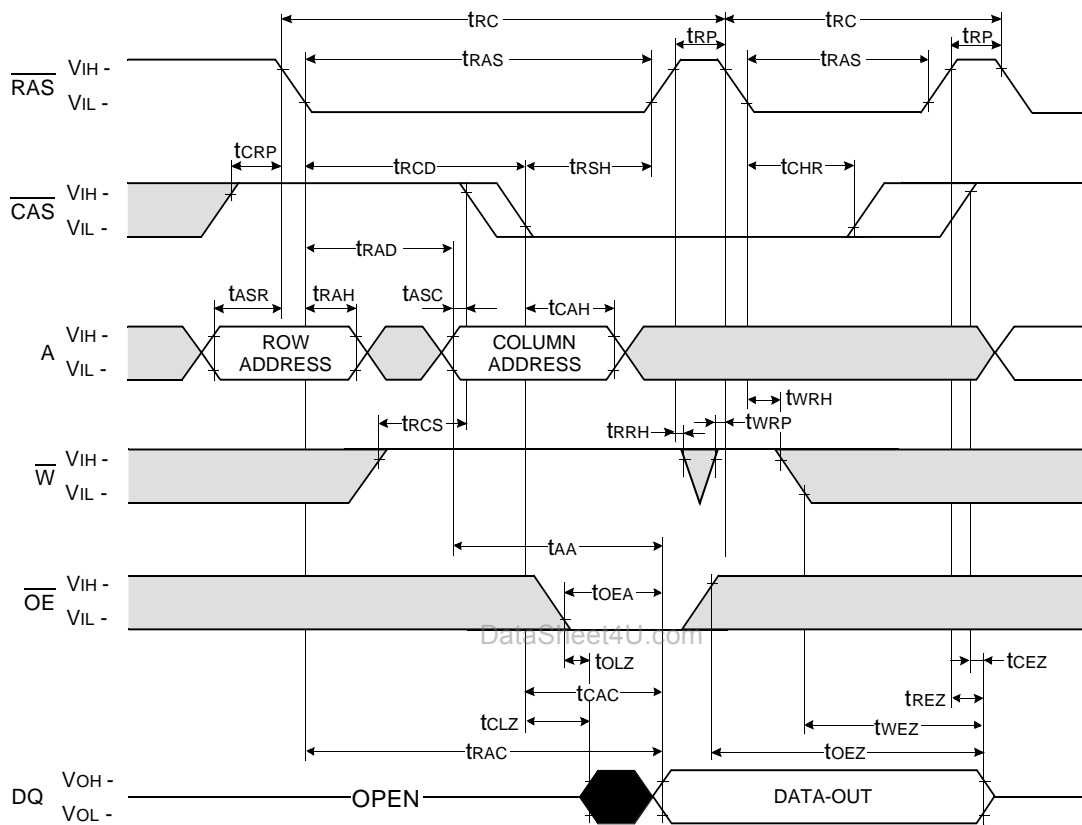 tRC tRC
tRP tRP
tRAS tRAS
RAS VIH -
VIL -
tCRP tRCD tRSH tCHR
CAS VIH -
VIL -
tRAD
tASR tRAH tASC tCAH
A VIH -
VIL -
ROW
ADDRESS
COLUMN
ADDRESS
tWRH
tRCS tRRH tWRP
W VIH -
VIL -
tAA
OE VIH -
VIL -
tOEA
DataSheet4U.com
tOLZ tCEZ
tCAC tREZ
tCLZ tWEZ
tRAC tOEZ
DQ VOH -
VOL -
OPEN DATA-OUT